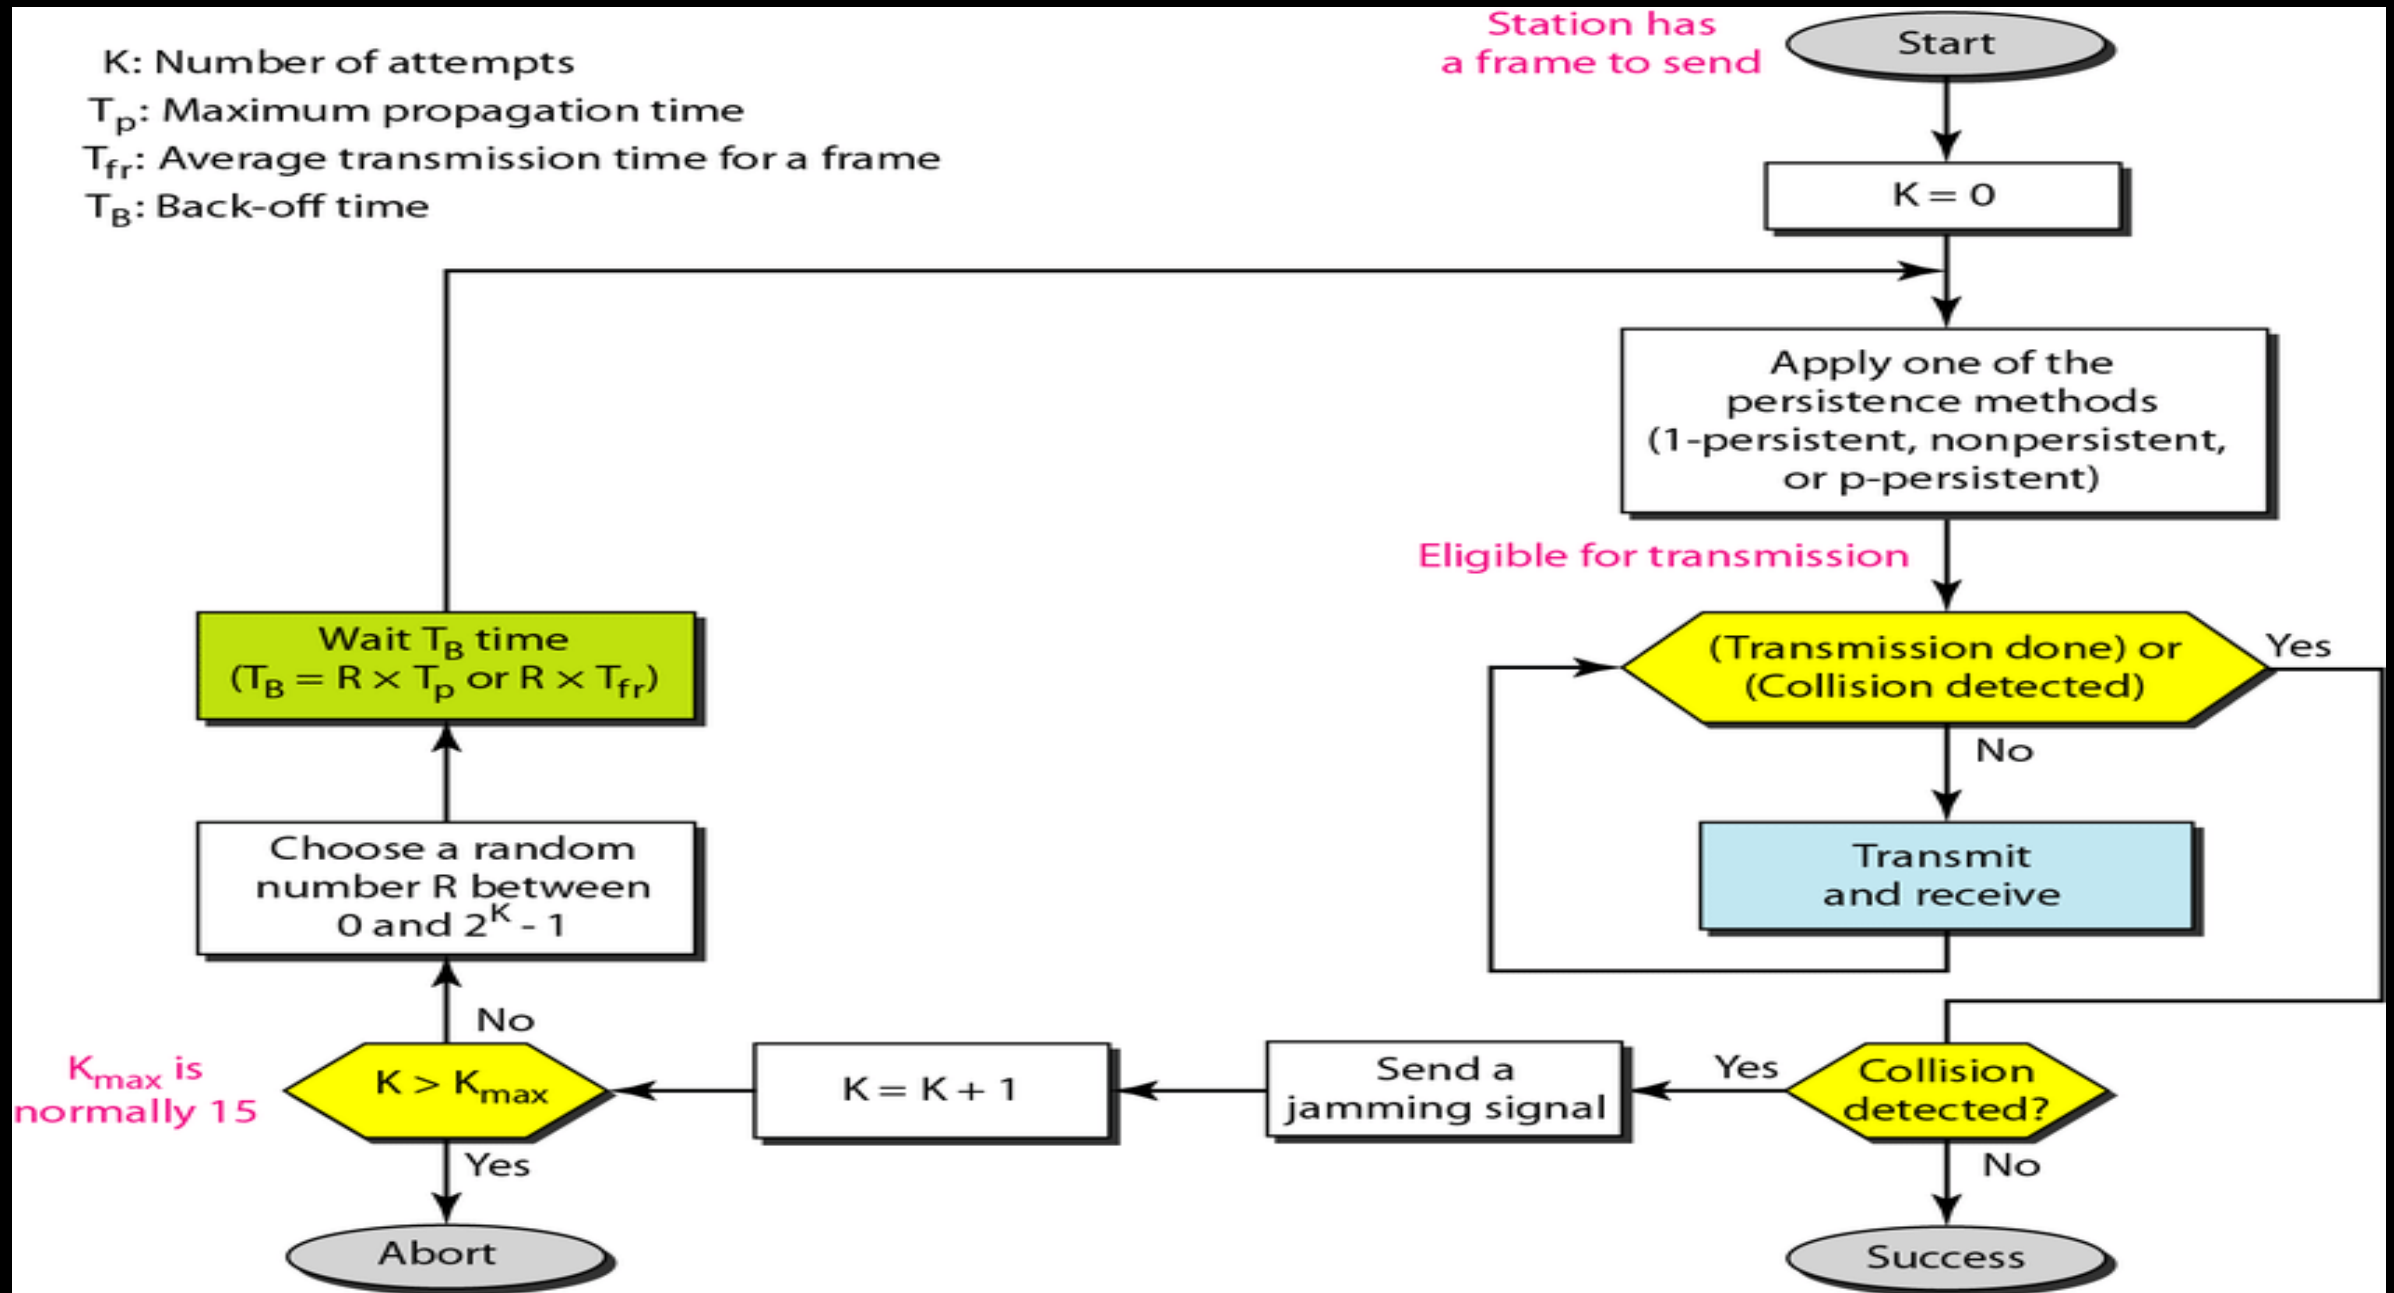 K: Number of attempts
Tp: Maximum propagation time
Tfr: Average transmission time for a frame
TB: Back-off time
Station has
a frame to send
Start
K = 0
Apply one of the
persistence methods
(1-persistent, nonpersistent,
or p-persistent)
Eligible for transmission
(Transmission done) or
(Collision detected)
Yes
No
Transmit
and receive
Collision
detected?
Yes
No
Success
Send a
jamming signal
K = K + 1
K > Kmax
Kmax is
normally 15
Yes
Abort
No
Choose a random
number R between
0 and 2^K - 1
Wait TB time
(TB = R × Tp or R × Tfr)